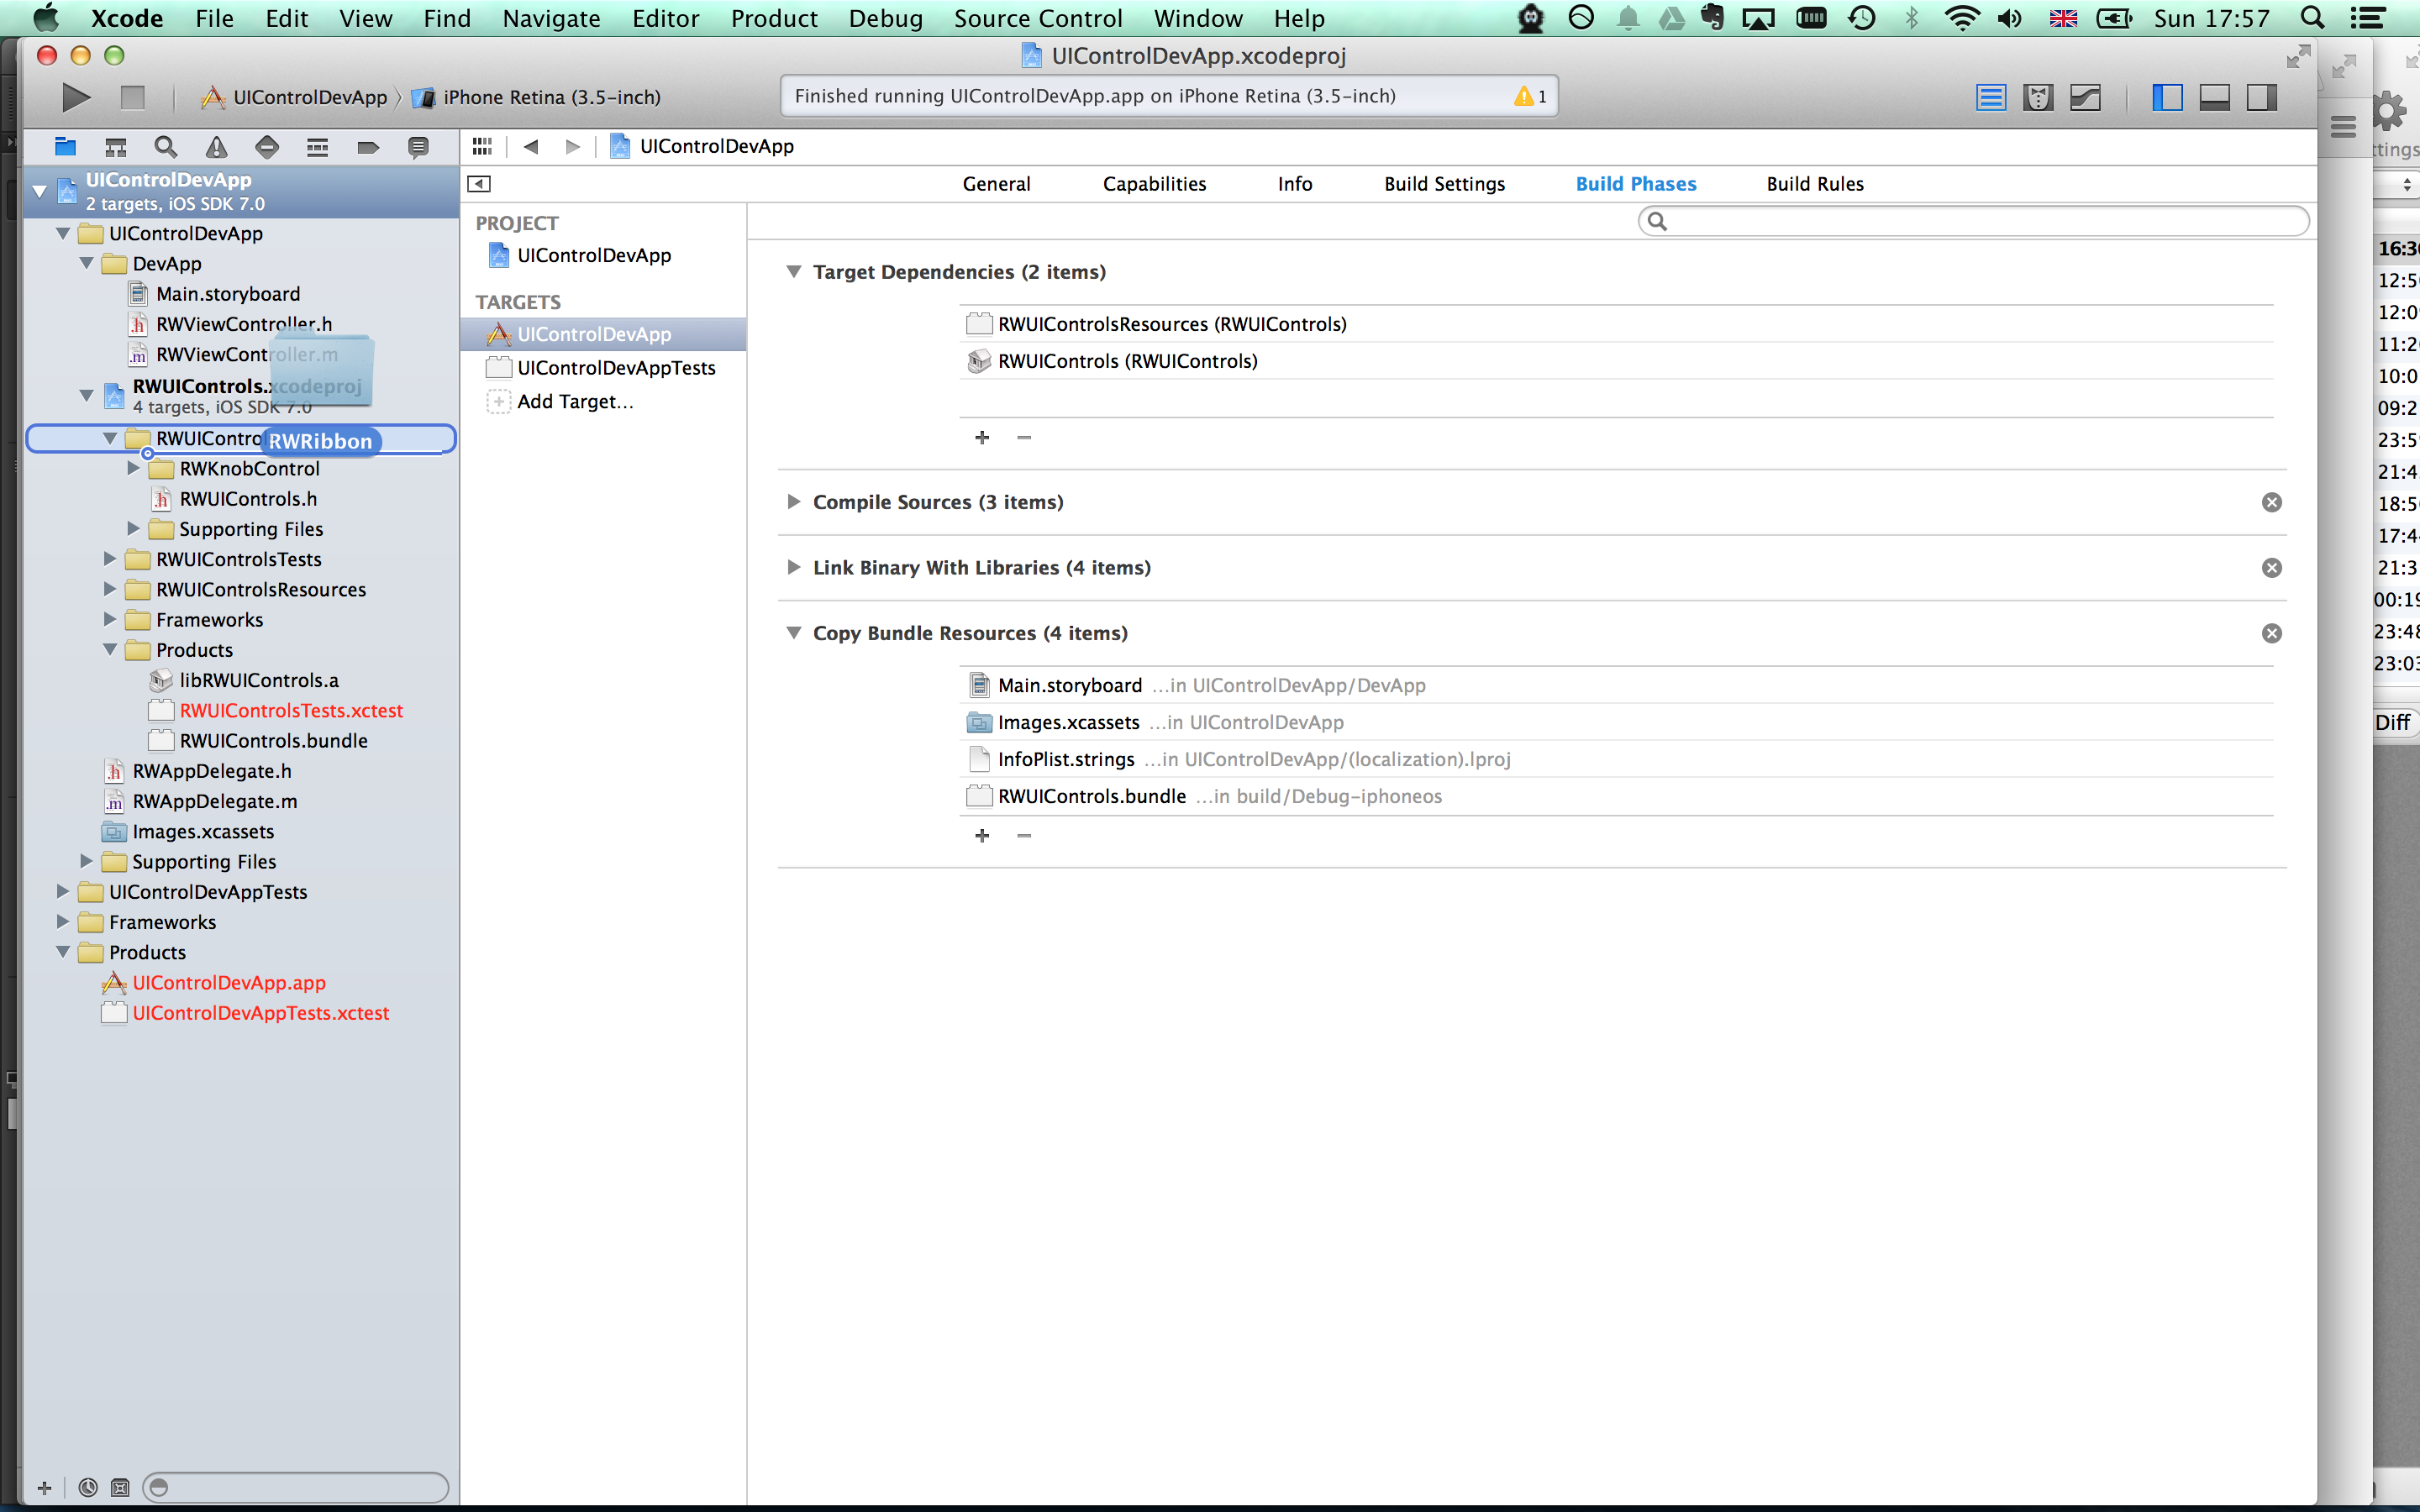 Xcode File Edit View Find Navigate Editor Product Debug Source Control Window Help Sun 17:57
UIControlDevApp.xcodeproj
UIControlDevApp iPhone Retina (3.5-inch)
Finished running UIControlDevApp.app on iPhone Retina (3.5-inch) 1
UIControlDevApp
UIControlDevApp
2 targets, iOS SDK 7.0
UIControlDevApp
DevApp
Main.storyboard
RWViewController.h
RWViewController.m
RWUIControls.xcodeproj
4 targets, iOS SDK 7.0
RWUIContro
RWRibbon
RWKnobControl
RWUIControls.h
Supporting Files
RWUIControlsTests
RWUIControlsResources
Frameworks
Products
libRWUIControls.a
RWUIControlsTests.xctest
RWUIControls.bundle
RWAppDelegate.h
RWAppDelegate.m
Images.xcassets
Supporting Files
UIControlDevAppTests
Frameworks
Products
UIControlDevApp.app
UIControlDevAppTests.xctest
General Capabilities Info Build Settings Build Phases Build Rules
PROJECT
UIControlDevApp
TARGETS
UIControlDevApp
UIControlDevAppTests
Add Target...
Target Dependencies (2 items)
RWUIControlsResources (RWUIControls)
RWUIControls (RWUIControls)
Compile Sources (3 items)
Link Binary With Libraries (4 items)
Copy Bundle Resources (4 items)
Main.storyboard ...in UIControlDevApp/DevApp
Images.xcassets ...in UIControlDevApp
InfoPlist.strings ...in UIControlDevApp/(localization).lproj
RWUIControls.bundle ...in build/Debug-iphoneos
ttings
16:3
12:5
12:0
11:2
10:0
09:2
23:5
21:4
18:5
17:4
21:3
00:19
23:48
23:03
Diff